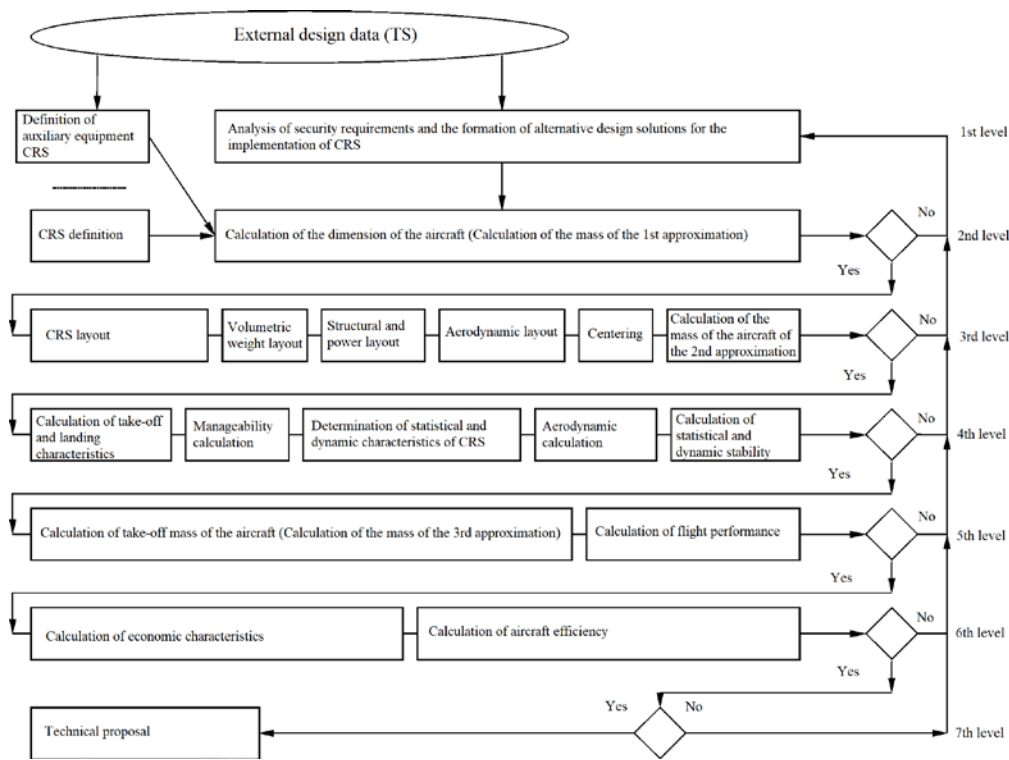 External design data (TS)
Definition of
auxiliary equipment
CRS
Analysis of security requirements and the formation of alternative design solutions for the
implementation of CRS
1st level
CRS definition
Calculation of the dimension of the aircraft (Calculation of the mass of the 1st approximation)
No
2nd level
Yes
CRS layout
Volumetric
weight layout
Structural and
power layout
Aerodynamic layout
Centering
Calculation of the
mass of the aircraft of
the 2nd approximation
No
3rd level
Yes
Calculation of take-off
and landing
characteristics
Manageability
calculation
Determination of statistical and
dynamic characteristics of CRS
Aerodynamic
calculation
Calculation of
statistical and
dynamic stability
No
4th level
Yes
Calculation of take-off mass of the aircraft (Calculation of the mass of the 3rd approximation)
Calculation of flight performance
No
5th level
Yes
Calculation of economic characteristics
Calculation of aircraft efficiency
No
6th level
Yes
Technical proposal
Yes
No
7th level